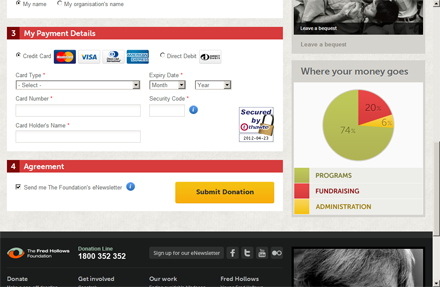 My name
My organisation's name
3 My Payment Details
Credit Card
MasterCard
VISA
Direct Debit
Card Type *
- Select -
Expiry Date *
Month
Year
Card Number *
Security Code *
Card Holder's Name *
Secured
by
thawte
2012-04-23
4 Agreement
Send me The Foundation's eNewsletter
Submit Donation
Leave a bequest
Leave a bequest
Where your money goes
20%
6%
74%
PROGRAMS
FUNDRAISING
ADMINISTRATION
The Fred Hollows
Foundation
Donation Line
1800 352 352
Sign up for our eNewsletter
Donate
Get involved
Our work
Fred Hollows